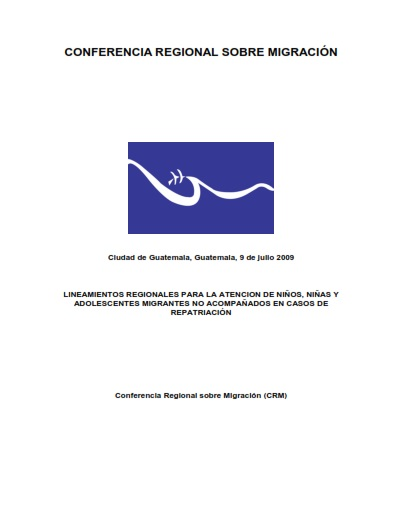 CONFERENCIA REGIONAL SOBRE MIGRACIÓN
Ciudad de Guatemala, Guatemala, 9 de julio 2009
LINEAMIENTOS REGIONALES PARA LA ATENCION DE NIÑOS, NIÑAS Y
ADOLESCENTES MIGRANTES NO ACOMPAÑADOS EN CASOS DE
REPATRIACIÓN
Conferencia Regional sobre Migración (CRM)